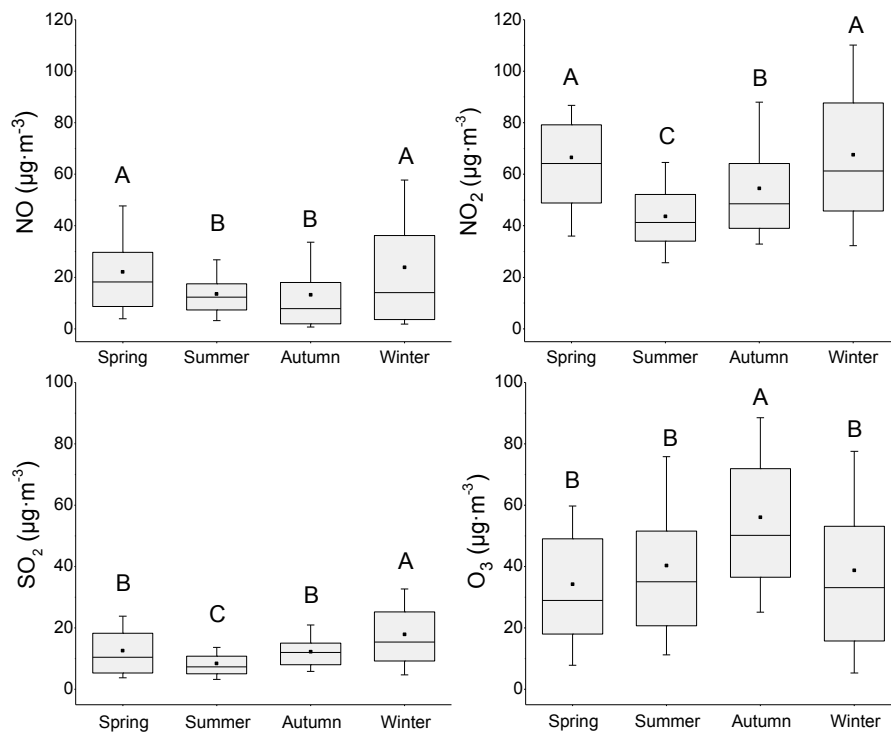 120
100
80
60
40
20
0
NO (µg·m⁻³)
A
B
B
A
Spring Summer Autumn Winter
120
100
80
60
40
20
0
NO₂ (µg·m⁻³)
A
C
B
A
Spring Summer Autumn Winter
100
80
60
40
20
0
SO₂ (µg·m⁻³)
B
C
B
A
Spring Summer Autumn Winter
100
80
60
40
20
0
O₃ (µg·m⁻³)
B
B
A
B
Spring Summer Autumn Winter